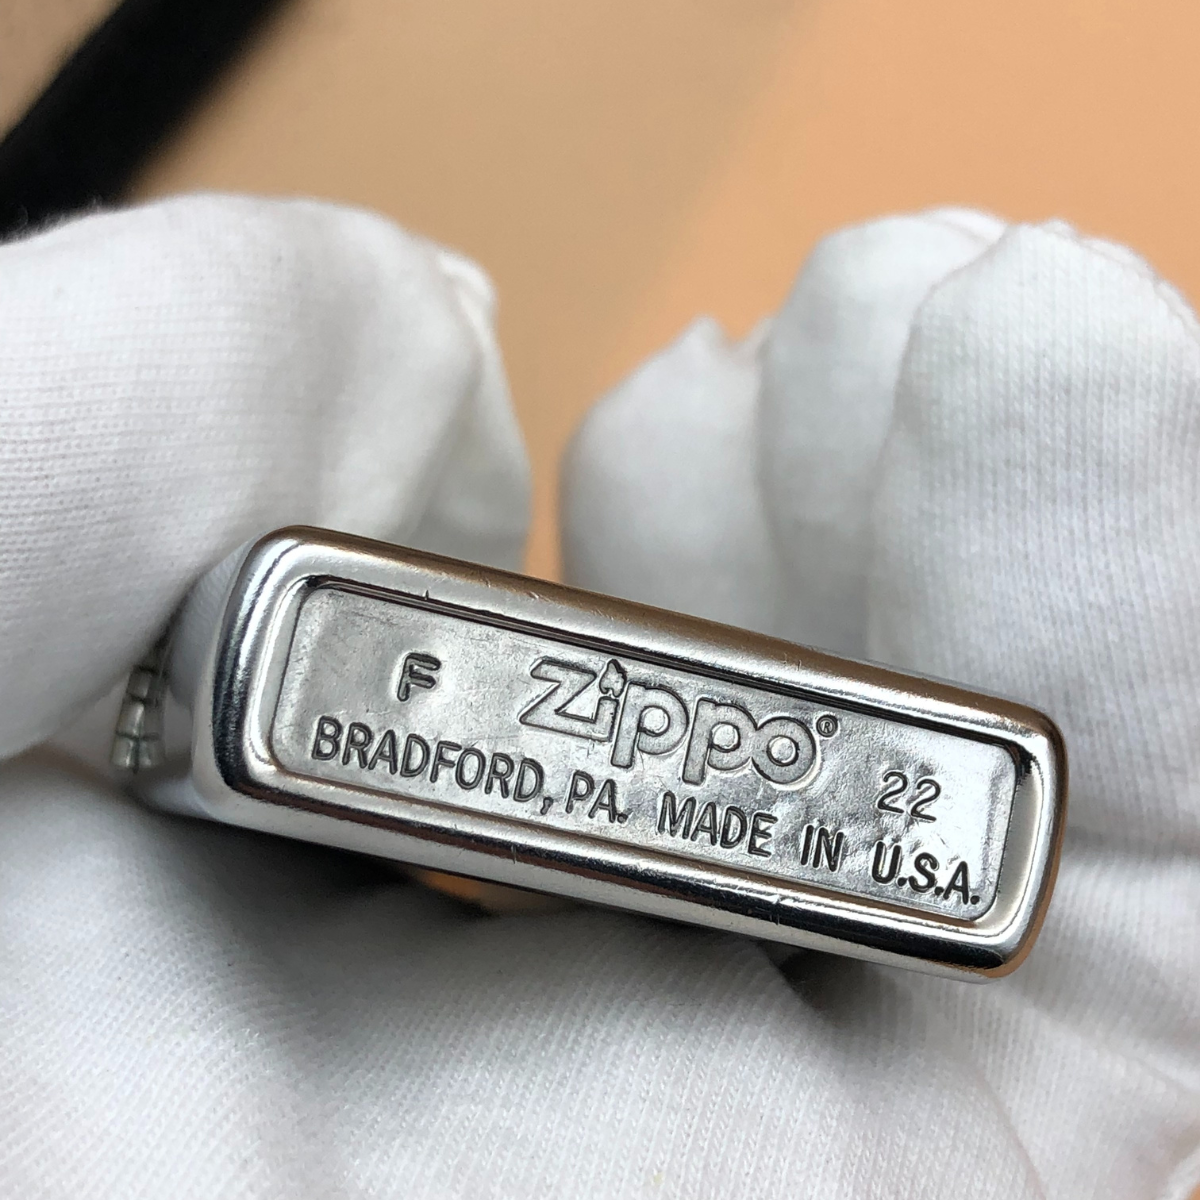 F Zippo® 22
BRADFORD, PA. MADE IN U.S.A.